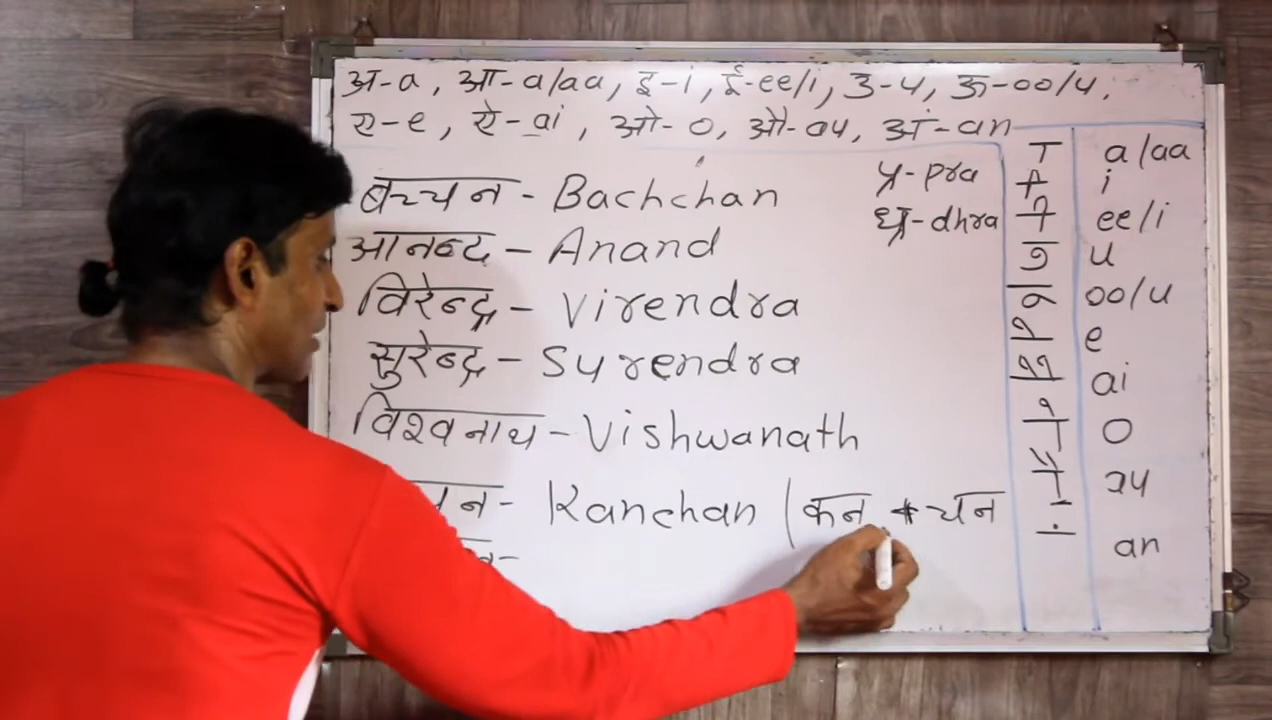 अ-a, आ-a/aa, इ-i, ई-ee/i, उ-u, ऊ-oo/u,
ए-e, ऐ-ai, ओ-o, औ-au, अं-an
बच्चन - Bachchan
आनन्द - Anand
विरेन्द्र - Virendra
सुरेन्द्र - Surendra
विश्वनाथ - Vishwanath
चन - Kanchan (कन + चन
प्र-pra
ध्र-dhra
ा a/aa
ि i
ी ee/i
ु u
ू oo/u
े e
ै ai
ो o
ौ au
ं an